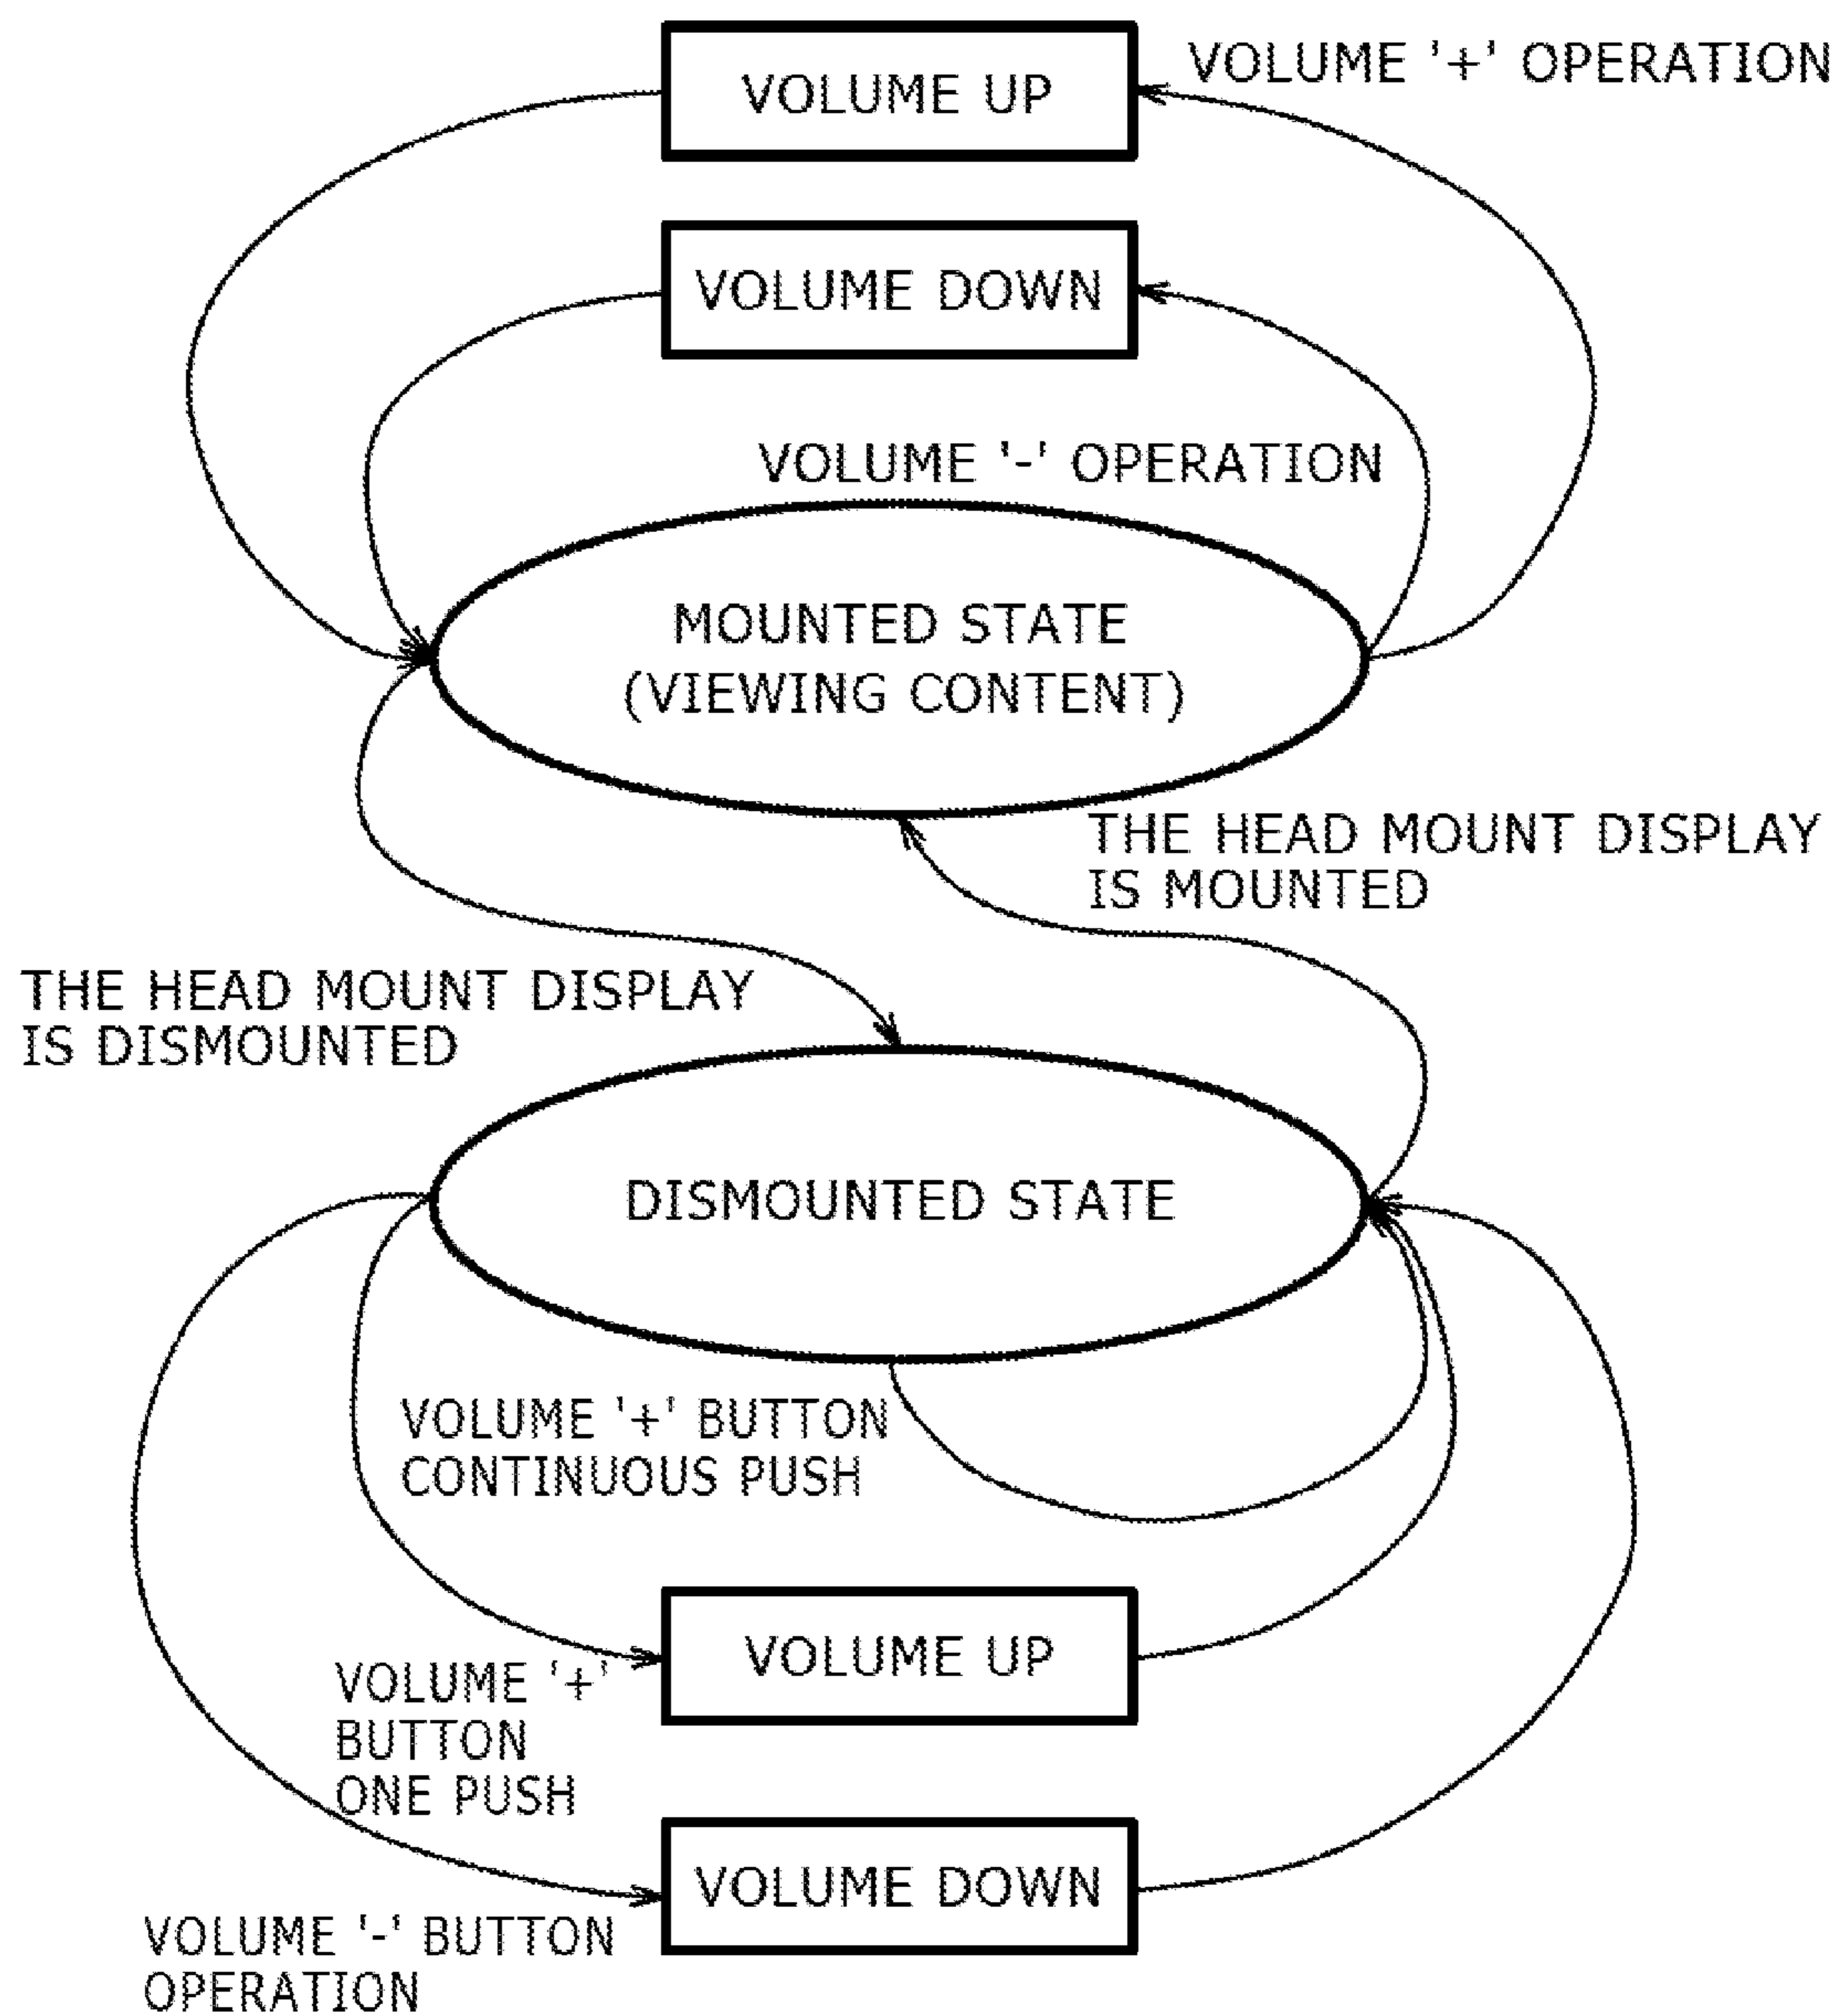 VOLUME UP
VOLUME '+' OPERATION
VOLUME DOWN
VOLUME '-' OPERATION
MOUNTED STATE
(VIEWING CONTENT)
THE HEAD MOUNT DISPLAY
IS MOUNTED
THE HEAD MOUNT DISPLAY
IS DISMOUNTED
DISMOUNTED STATE
VOLUME '+' BUTTON
CONTINUOUS PUSH
VOLUME UP
VOLUME '+'
BUTTON
ONE PUSH
VOLUME DOWN
VOLUME '-' BUTTON
OPERATION